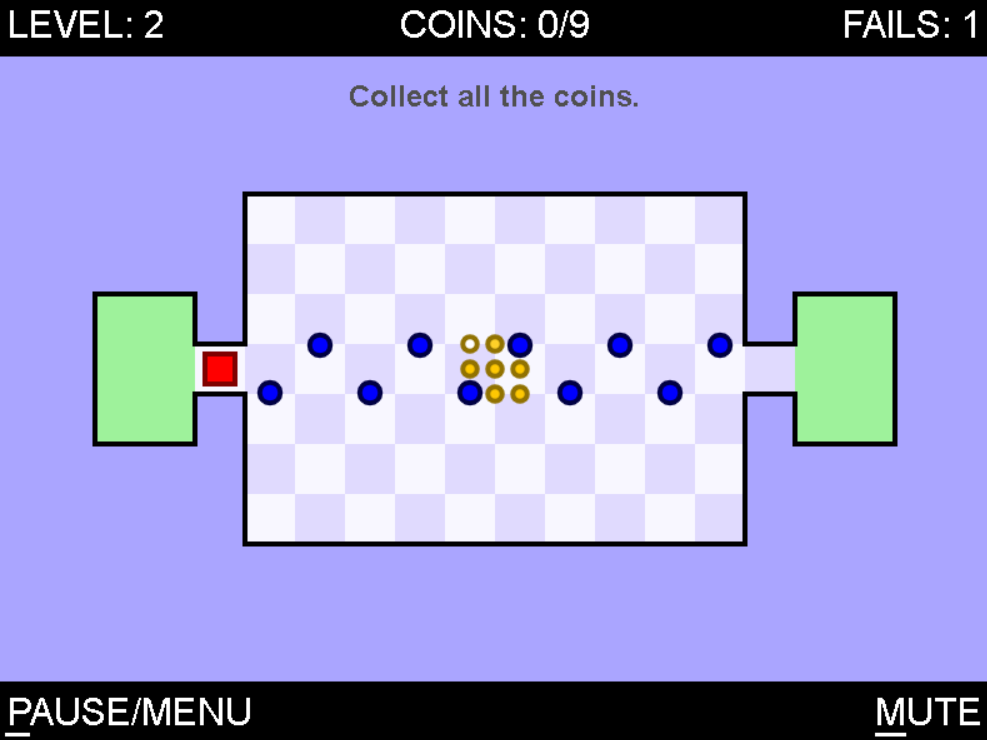 LEVEL: 2 COINS: 0/9 FAILS: 1
Collect all the coins.
PAUSE/MENU MUTE